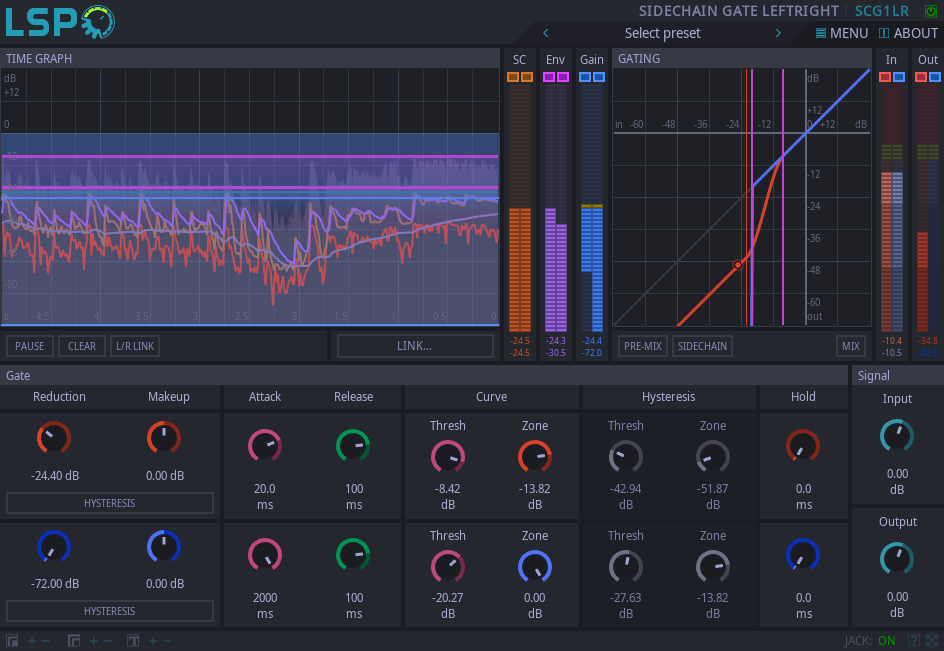 LSP
SIDECHAIN GATE LEFTRIGHT SCG1LR
Select preset
MENU
ABOUT
TIME GRAPH
SC Env Gain
GATING
In Out
dB
+12
0
-60
s 4.5 4 3.5 3 2.5 2 1.5 1 0.5 0
in -60 -48 -36 -24 -12 0 +12 dB
dB
+12
-12
-24
-36
-48
-60
out
-24.5 -24.3 -24.4
-24.5 -30.5 -72.0
-10.4 -34.8
-10.5
PAUSE CLEAR L/R LINK LINK...
PRE-MIX SIDECHAIN MIX
Gate Signal
Reduction Makeup Attack Release Curve Hysteresis Hold Input
Thresh Zone Thresh Zone
-24.40 dB 0.00 dB 20.0 ms 100 ms -8.42 dB -13.82 dB -42.94 dB -51.87 dB 0.0 ms 0.00 dB
HYSTERESIS
Output
Thresh Zone Thresh Zone
-72.00 dB 0.00 dB 2000 ms 100 ms -20.27 dB 0.00 dB -27.63 dB -13.82 dB 0.0 ms 0.00 dB
HYSTERESIS
JACK: ON